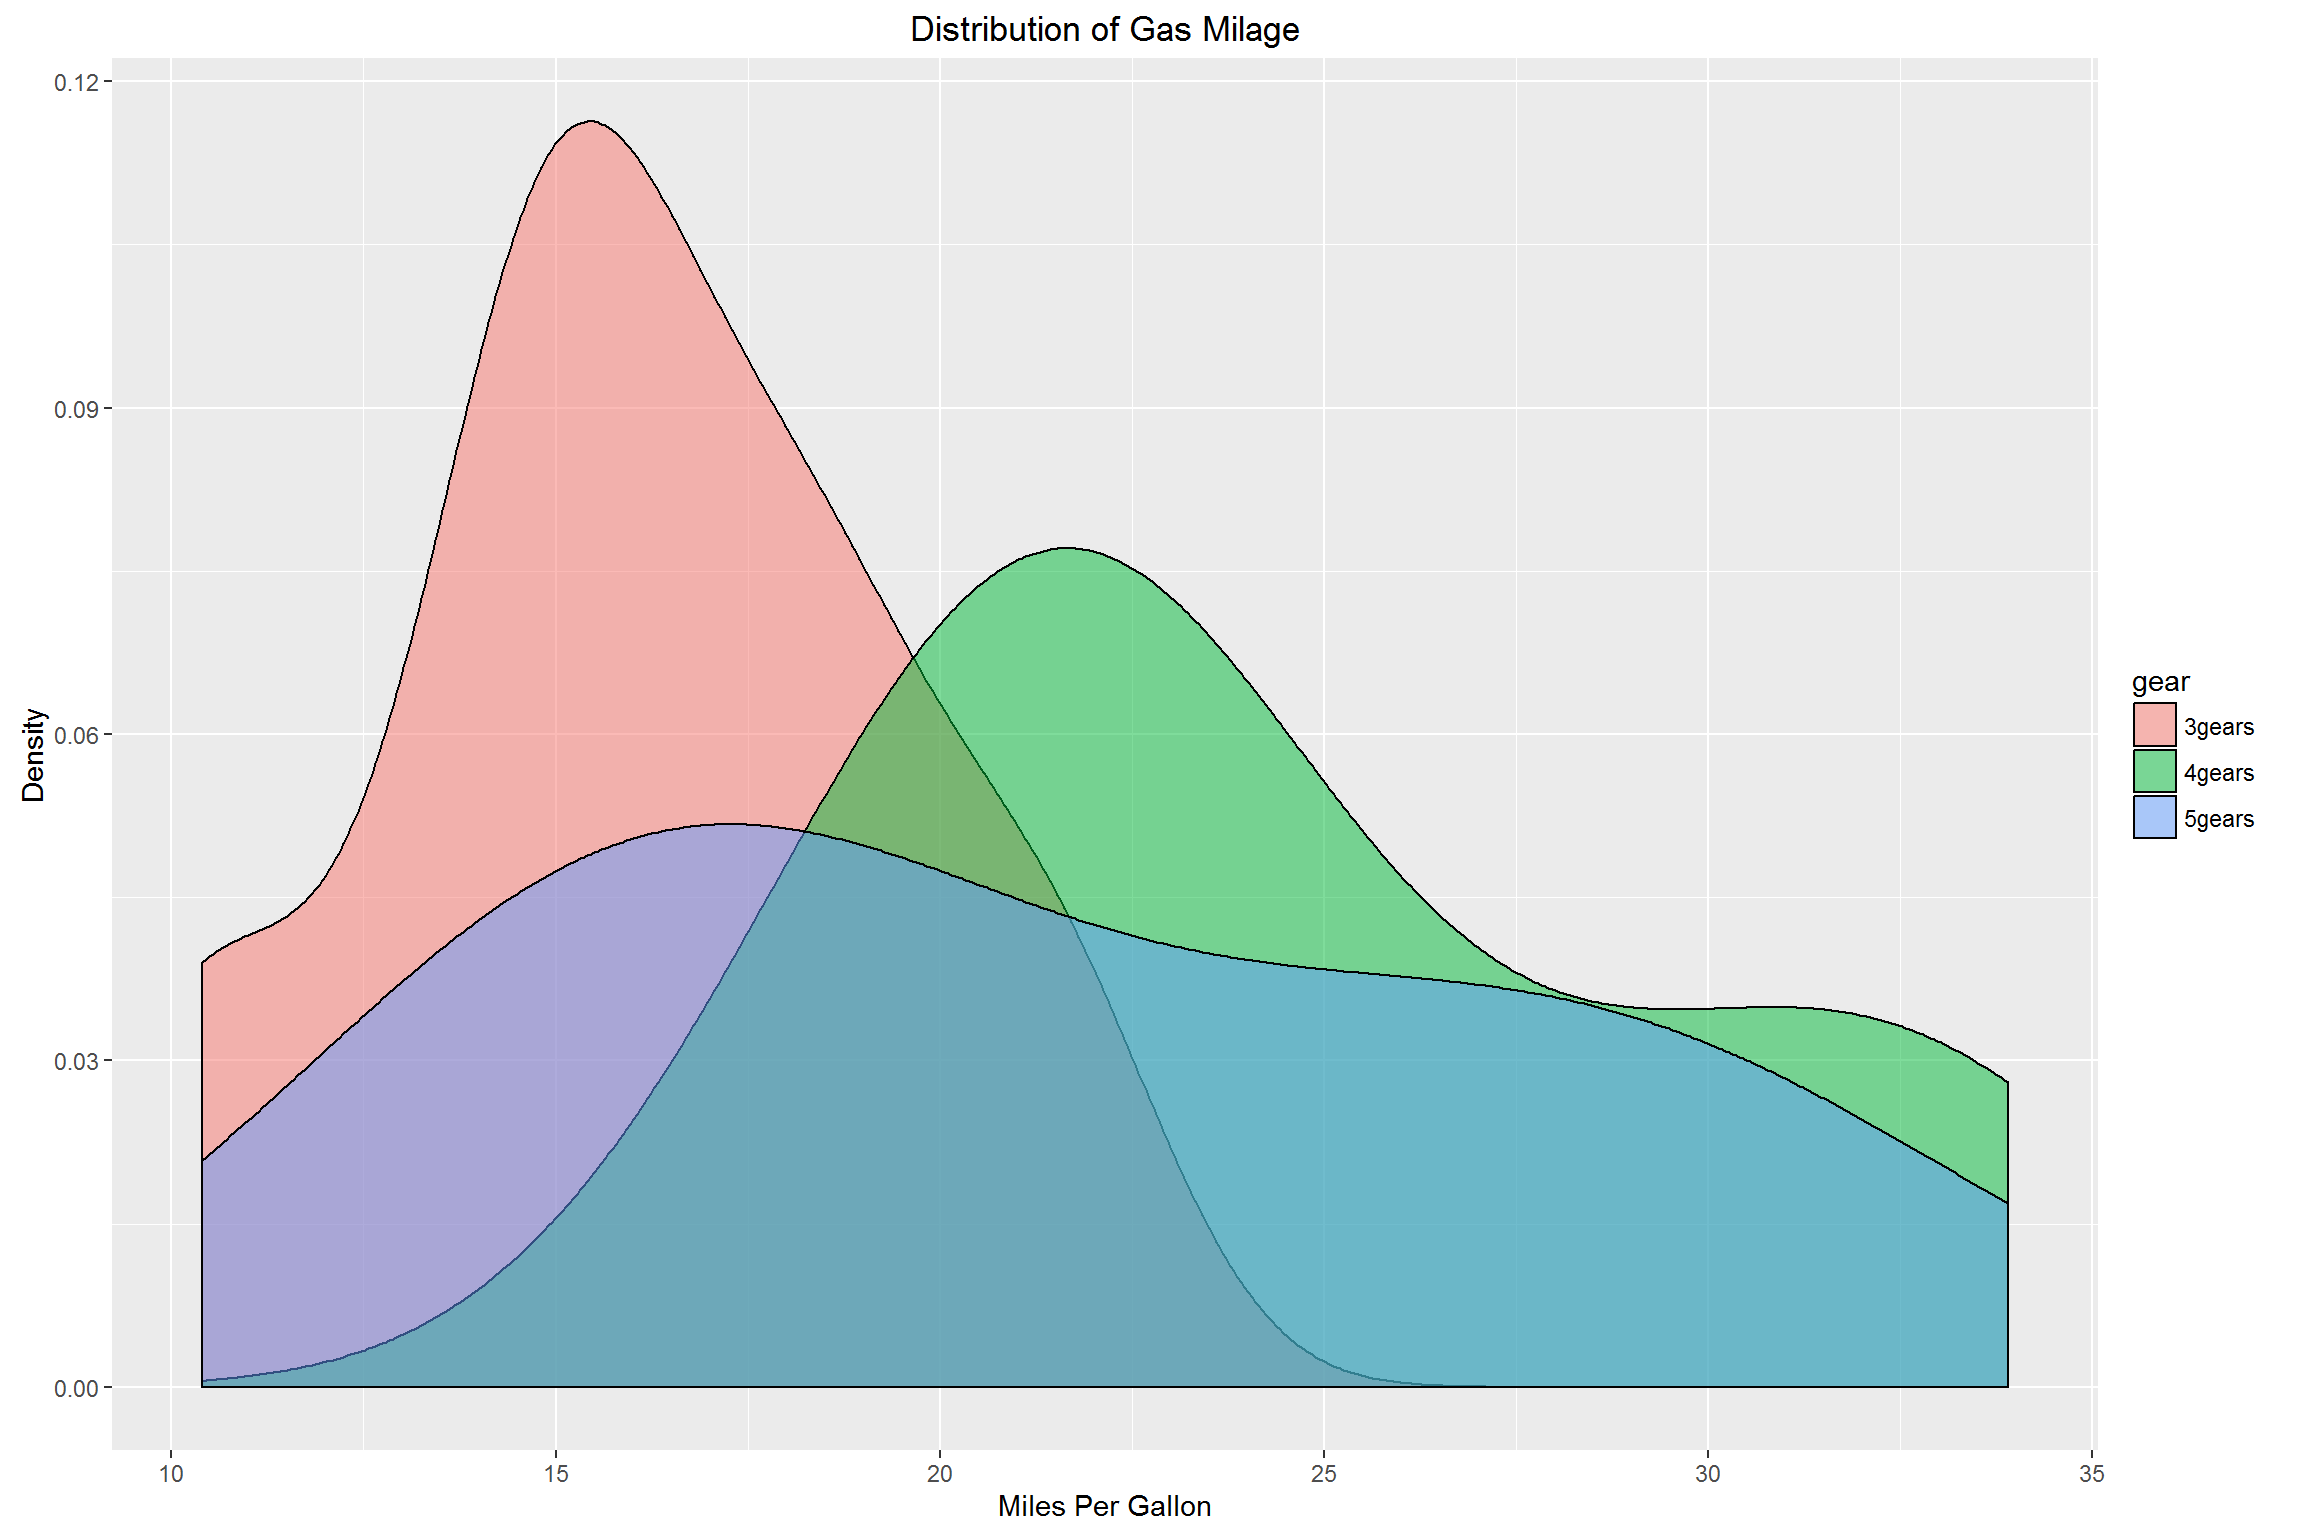 Distribution of Gas Milage
0.12
0.09
0.06
0.03
0.00
Density
10 15 20 25 30 35
Miles Per Gallon
gear
3gears
4gears
5gears